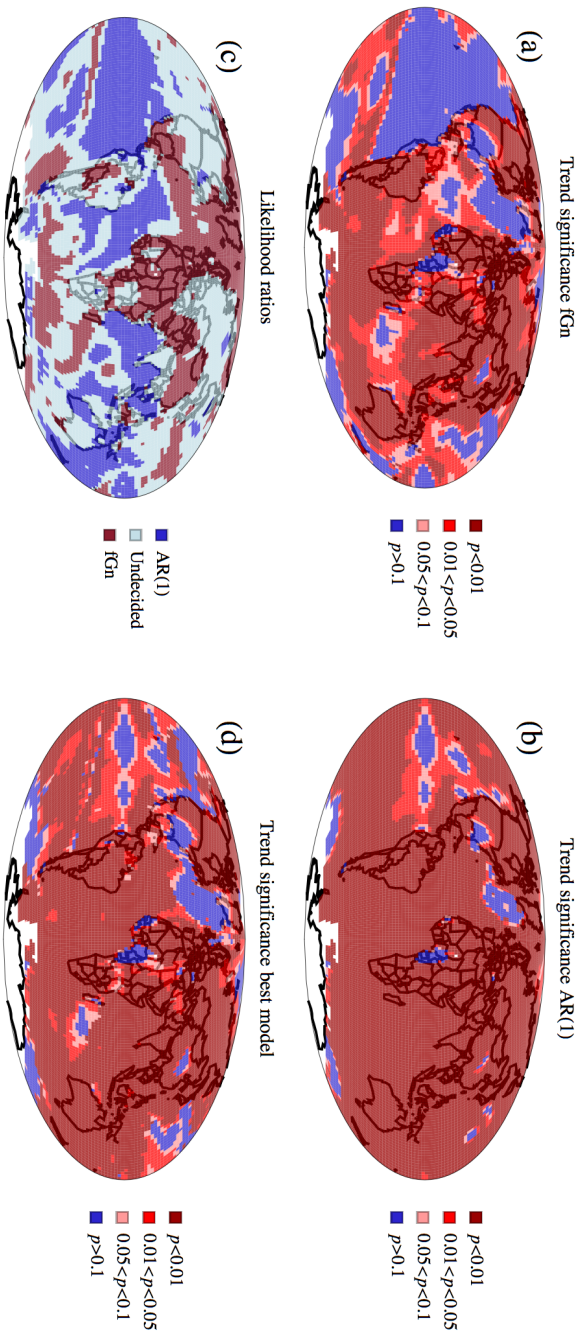 (a)
Trend significance fGn
p<0.01
0.01<p<0.05
0.05<p<0.1
p>0.1
(b)
Trend significance AR(1)
p<0.01
0.01<p<0.05
0.05<p<0.1
p>0.1
(c)
Likelihood ratios
AR(1)
Undecided
fGn
(d)
Trend significance best model
p<0.01
0.01<p<0.05
0.05<p<0.1
p>0.1